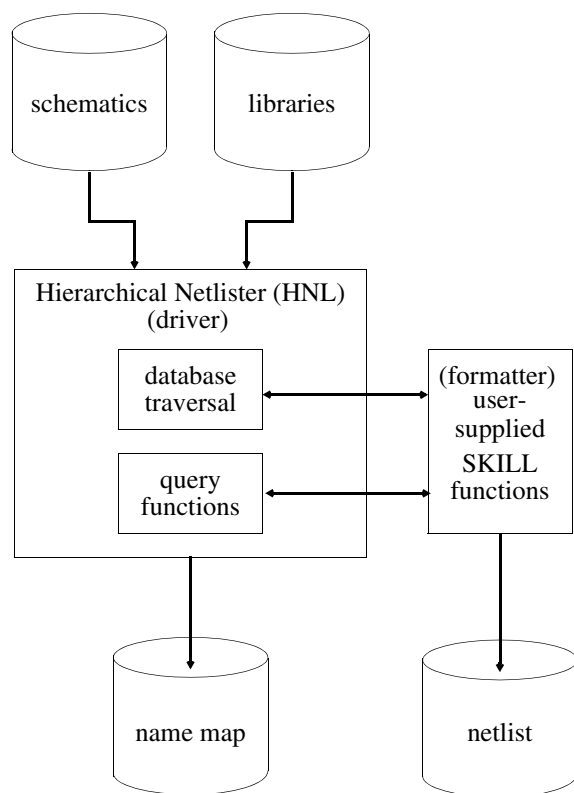 schematics
libraries
Hierarchical Netlister (HNL)
(driver)
database
traversal
query
functions
(formatter)
user-
supplied
SKILL
functions
name map
netlist